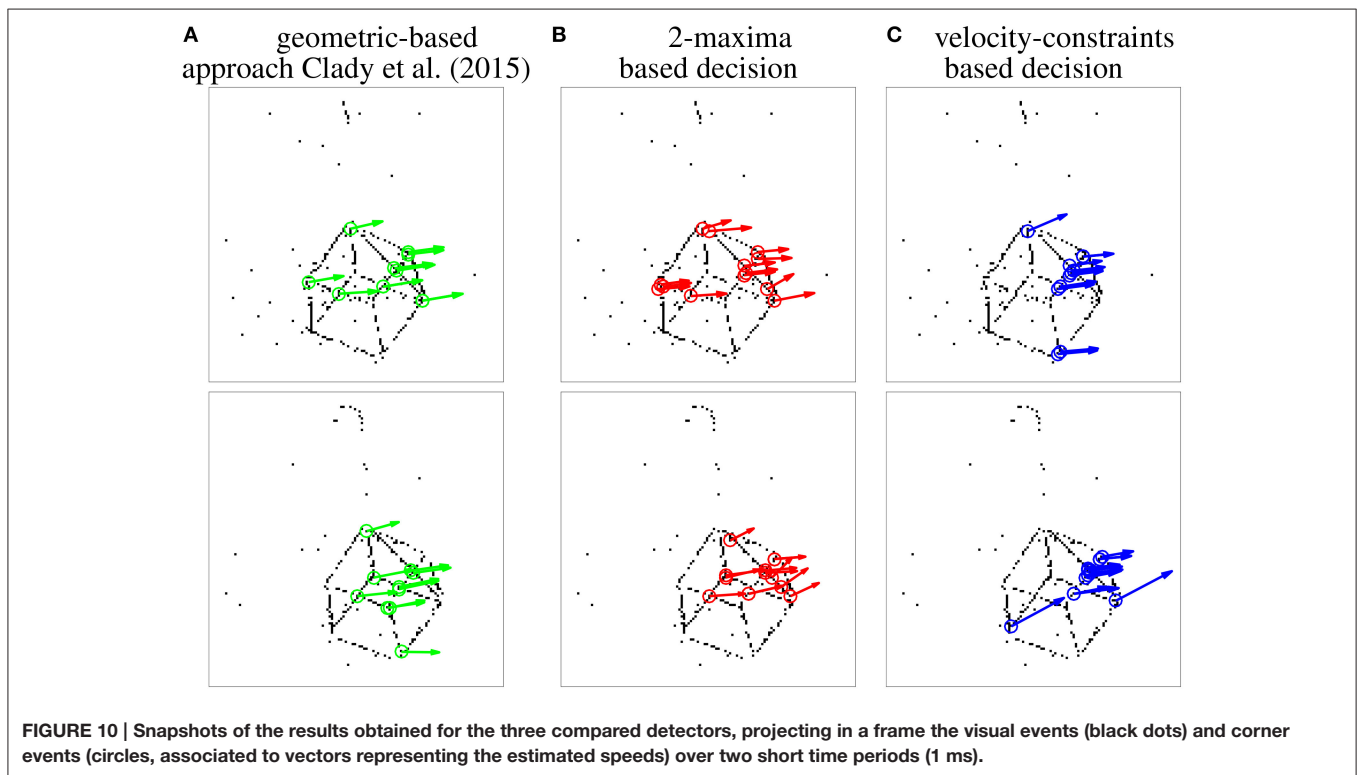 A geometric-based
approach Clady et al. (2015)
B 2-maxima
based decision
C velocity-constraints
based decision
FIGURE 10 | Snapshots of the results obtained for the three compared detectors, projecting in a frame the visual events (black dots) and corner
events (circles, associated to vectors representing the estimated speeds) over two short time periods (1 ms).